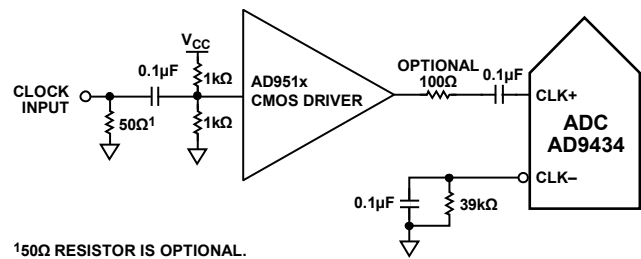 VCC
0.1µF
1kΩ
CLOCK
INPUT
50Ω1
1kΩ
AD951x
CMOS DRIVER
OPTIONAL
100Ω
0.1µF
CLK+
ADC
AD9434
CLK–
0.1µF
39kΩ
150Ω RESISTOR IS OPTIONAL.